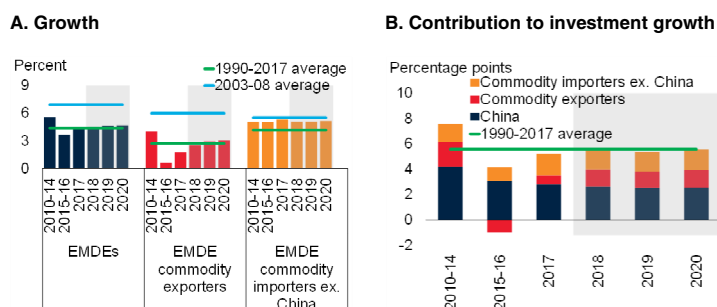 A. Growth
Percent
1990-2017 average
2003-08 average
9
6
3
0
2010-14
2015-16
2017
2018
2019
2020
2010-14
2015-16
2017
2018
2019
2020
2010-14
2015-16
2017
2018
2019
2020
EMDEs
EMDE
commodity
exporters
EMDE
commodity
importers ex.
China
B. Contribution to investment growth
Percentage points
Commodity importers ex. China
Commodity exporters
China
1990-2017 average
10
8
6
4
2
0
-2
2010-14
2015-16
2017
2018
2019
2020